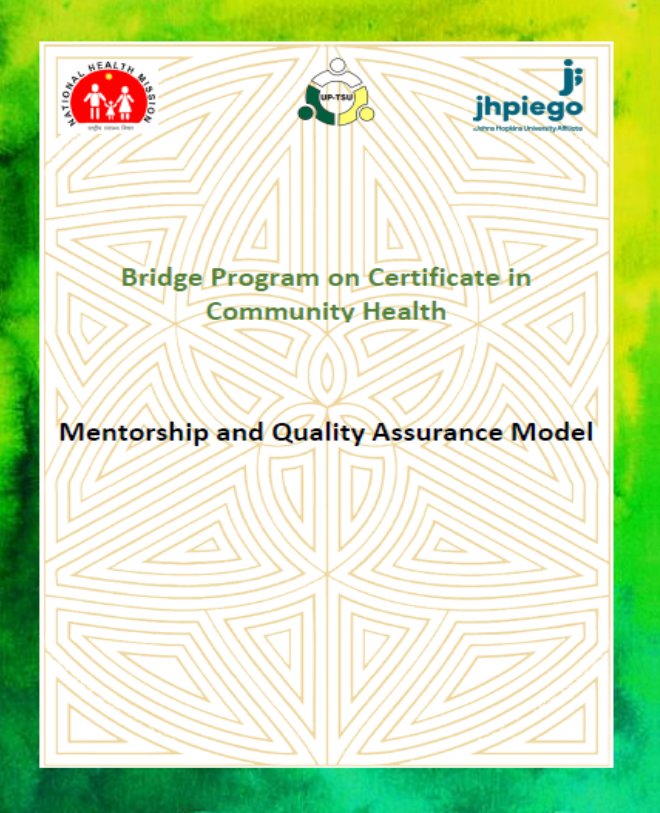 NATIONAL HEALTH MISSION
राष्ट्रीय स्वास्थ्य मिशन
UP-TSU
jhpiego
Johns Hopkins University Affiliate
Bridge Program on Certificate in
Community Health
Mentorship and Quality Assurance Model